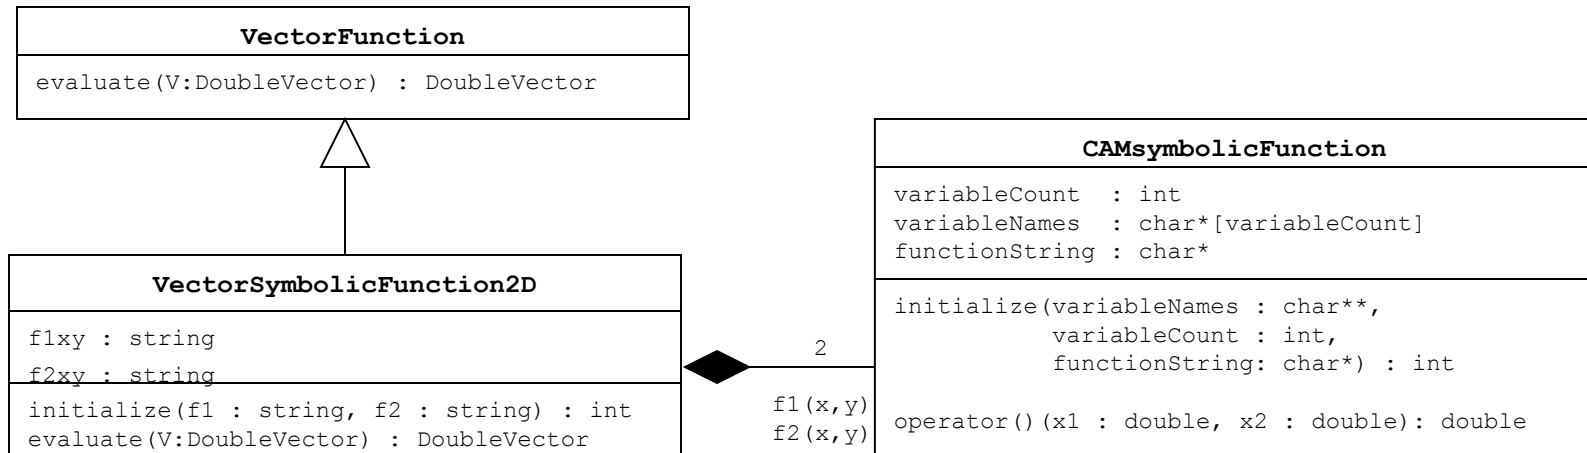 VectorFunction
evaluate(V:DoubleVector) : DoubleVector
CAMsymbolicFunction
variableCount  : int
variableNames  : char*[variableCount]
functionString : char*
initialize(variableNames : char**,
variableCount : int,
functionString: char*) : int
operator()(x1 : double, x2 : double): double
VectorSymbolicFunction2D
f1xy : string
f2xy : string
initialize(f1 : string, f2 : string) : int
evaluate(V:DoubleVector) : DoubleVector
2
f1(x,y)
f2(x,y)